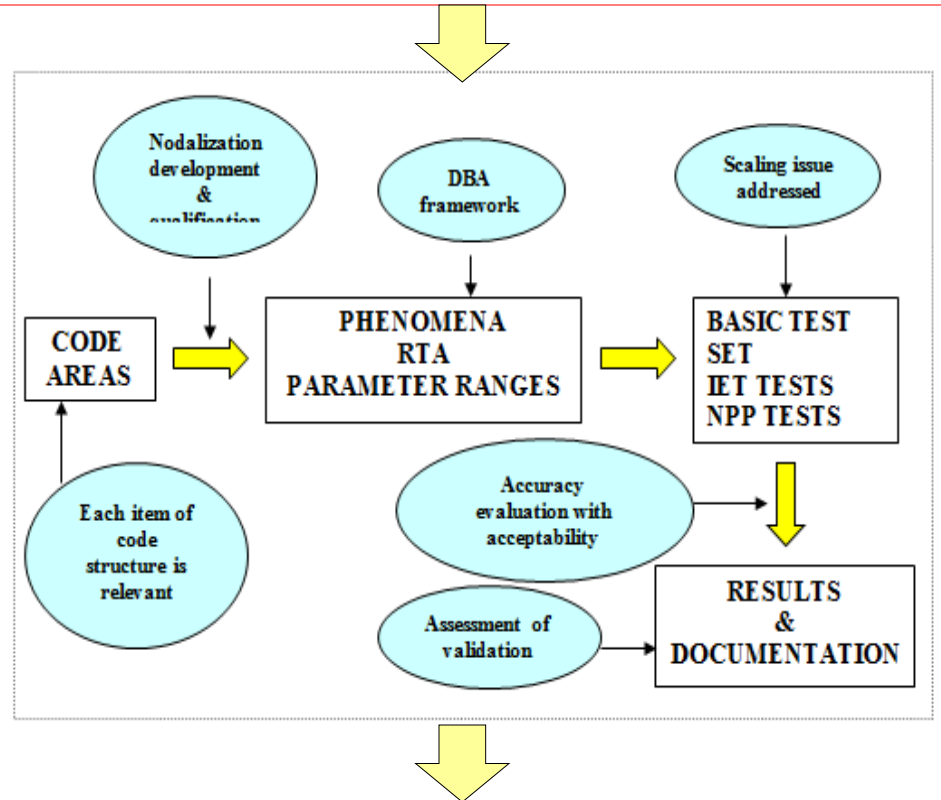 Nodalization
development
&
DBA
framework
Scaling issue
addressed
CODE
AREAS
PHENOMENA
RTA
PARAMETER RANGES
BASIC TEST
SET
IET TESTS
NPP TESTS
Each item of
code
structure is
relevant
Accuracy
evaluation with
acceptability
Assessment of
validation
RESULTS
&
DOCUMENTATION